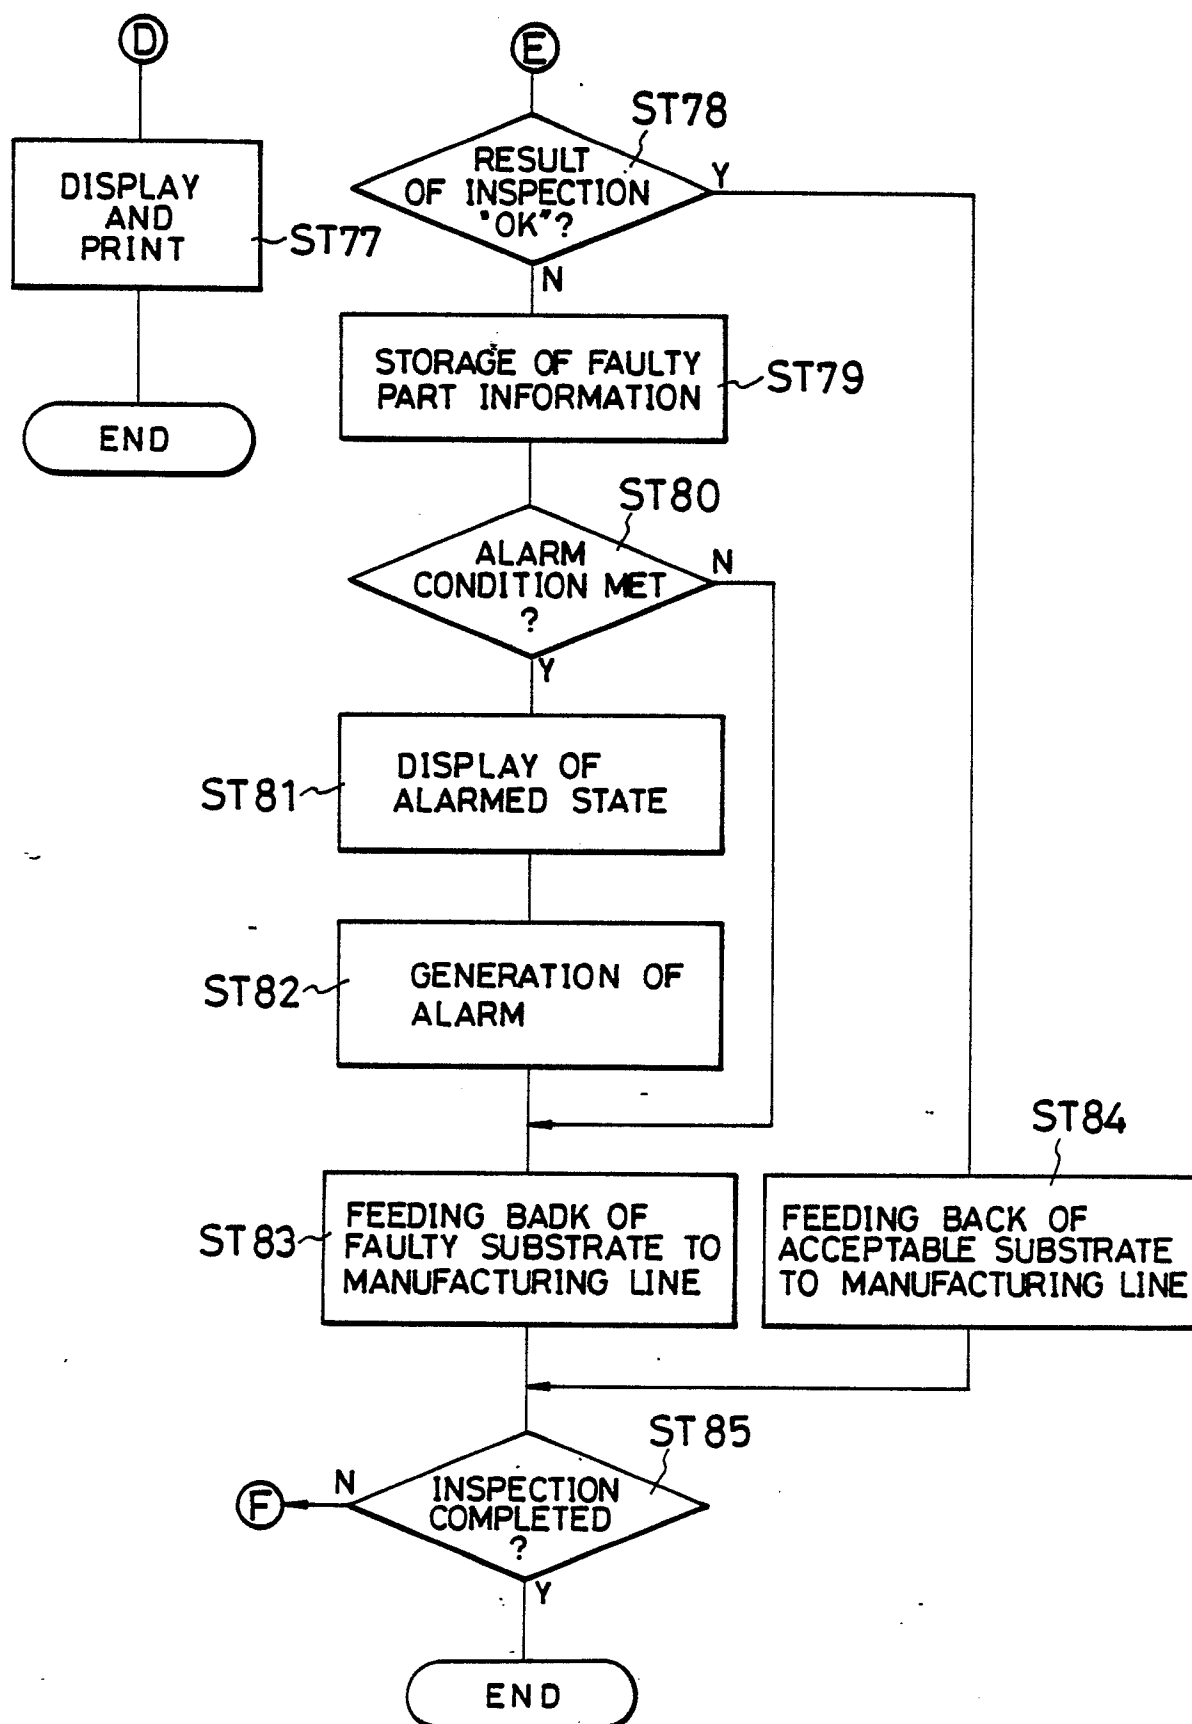 D
DISPLAY
AND
PRINT
ST77
END
E
ST78
RESULT
OF INSPECTION
"OK"?
Y
N
STORAGE OF FAULTY
PART INFORMATION
ST79
ST80
ALARM
CONDITION MET
?
N
Y
DISPLAY OF
ALARMED STATE
ST81
GENERATION OF
ALARM
ST82
FEEDING BADK OF
FAULTY SUBSTRATE TO
MANUFACTURING LINE
ST83
ST84
FEEDING BACK OF
ACCEPTABLE SUBSTRATE
TO MANUFACTURING LINE
ST85
INSPECTION
COMPLETED
?
N
F
Y
END